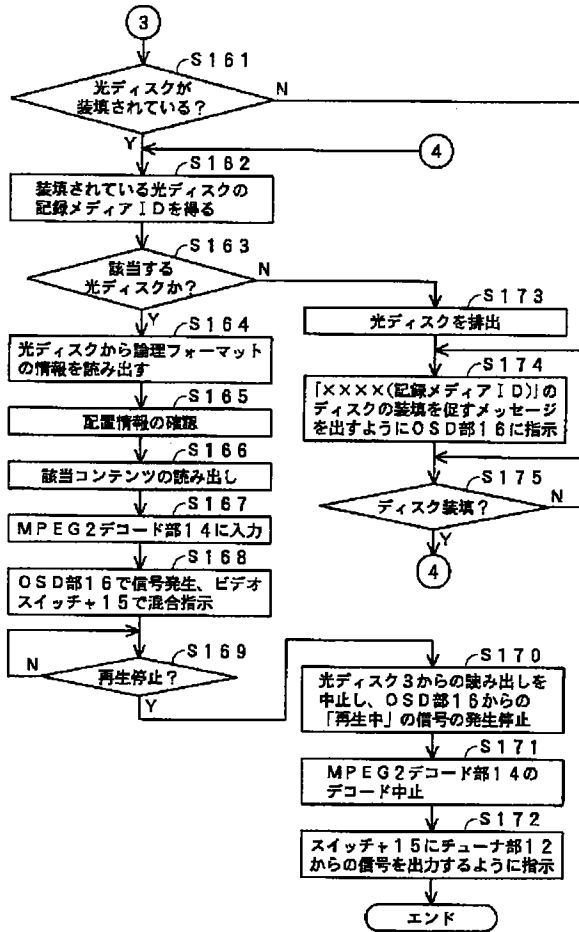 3
S161
光ディスクが
装填されている?
N
Y
4
S162
装填されている光ディスクの
記録メディアIDを得る
S163
該当する
光ディスクか?
N
Y
S164
光ディスクから論理フォーマット
の情報を読み出す
S165
配置情報の確認
S166
該当コンテンツの読み出し
S167
MPEG2デコード部14に入力
S168
OSD部16で信号発生、ビデオ
スイッチャ15で混合指示
S169
再生停止?
N
Y
S173
光ディスクを排出
S174
「××××(記録メディアID)」の
ディスクの装填を促すメッセージ
を出すようにOSD部16に指示
S175
ディスク装填?
N
Y
4
S170
光ディスク3からの読み出しを
中止し、OSD部16からの
「再生中」の信号の発生停止
S171
MPEG2デコード部14の
デコード中止
S172
スイッチャ15にチューナ部12
からの信号を出力するように指示
エンド